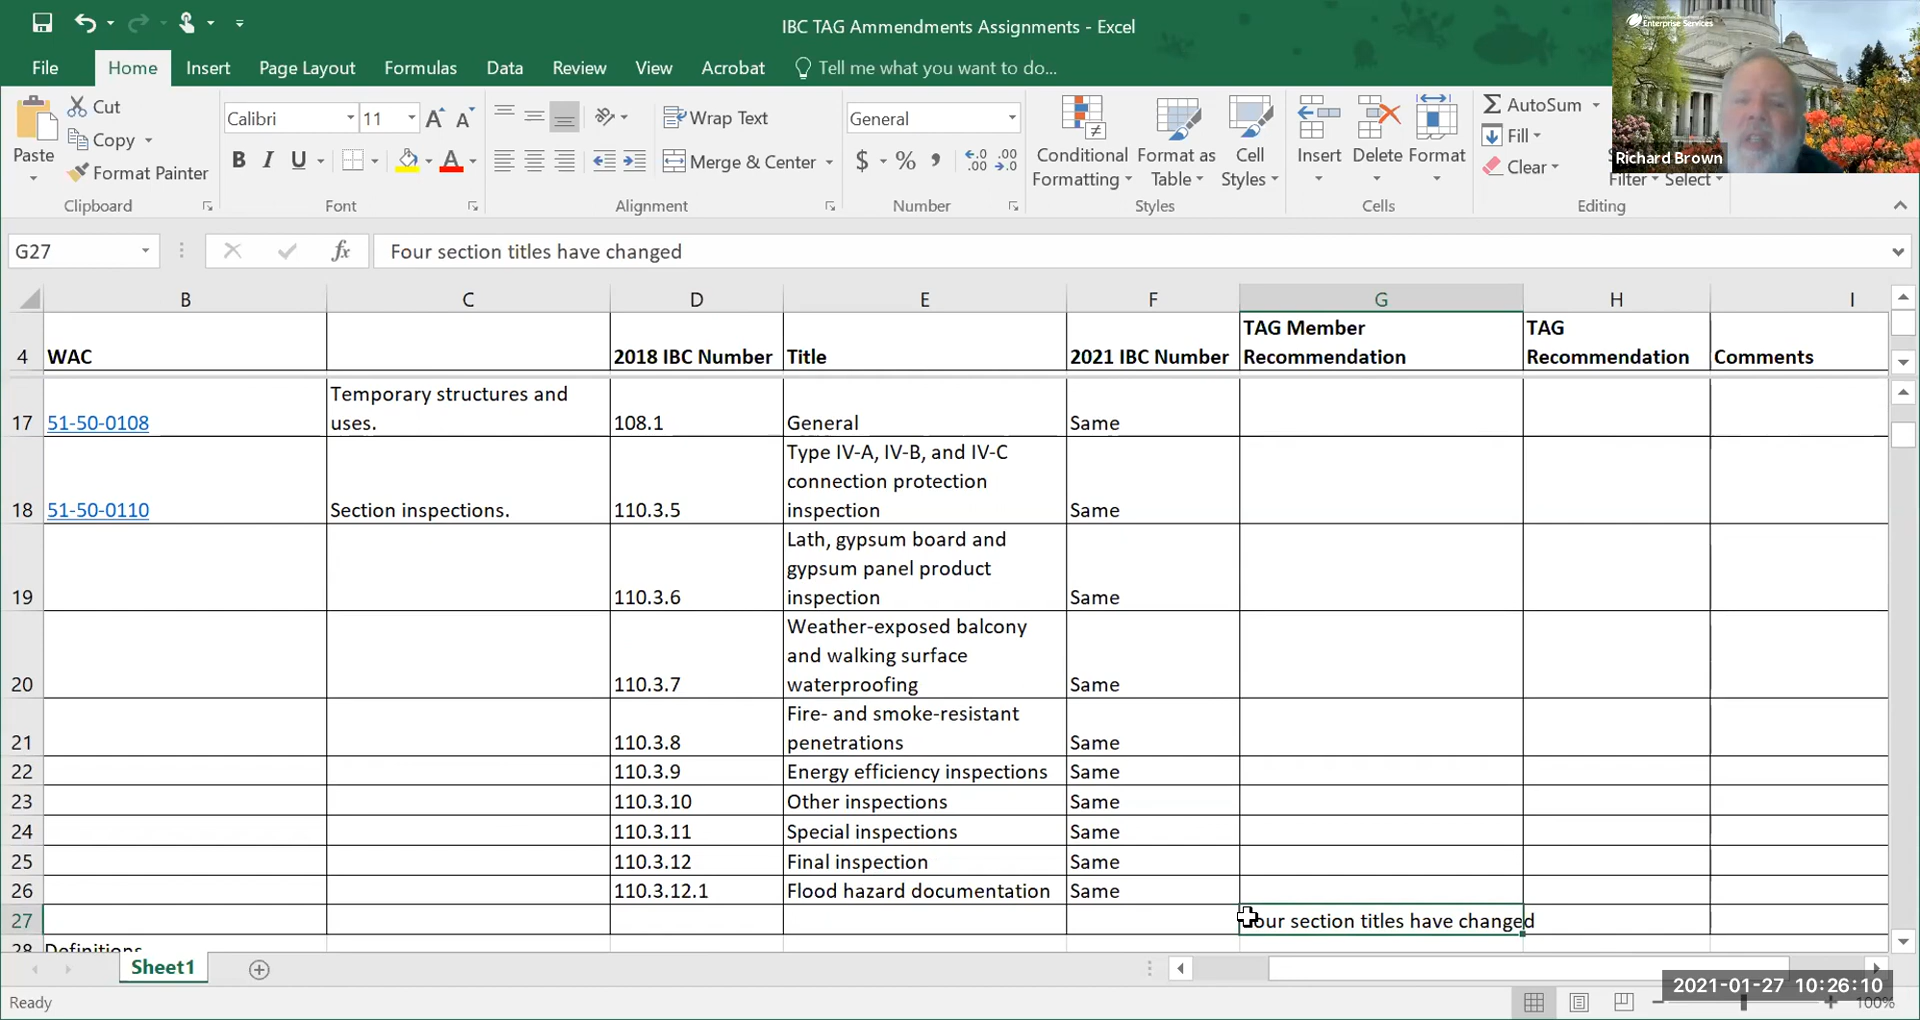 IBC TAG Ammendments Assignments - Excel
Enterprise Services
Richard Brown
File Home Insert Page Layout Formulas Data Review View Acrobat Tell me what you want to do...
Paste
Cut
Copy
Format Painter
Clipboard
Calibri 11
B I U
Font
Wrap Text
Merge & Center
Alignment
General
$ % ,
Number
Conditional Formatting
Format as Table
Cell Styles
Styles
Insert Delete Format
Cells
AutoSum
Fill
Clear
Filter Select
Editing
G27 fx Four section titles have changed
B C D E F G H I
4 WAC 2018 IBC Number Title 2021 IBC Number TAG Member Recommendation TAG Recommendation Comments
17 51-50-0108 Temporary structures and uses. 108.1 General Same
18 51-50-0110 Section inspections. 110.3.5 Type IV-A, IV-B, and IV-C connection protection inspection Same
19 110.3.6 Lath, gypsum board and gypsum panel product inspection Same
20 110.3.7 Weather-exposed balcony and walking surface waterproofing Same
21 110.3.8 Fire- and smoke-resistant penetrations Same
22 110.3.9 Energy efficiency inspections Same
23 110.3.10 Other inspections Same
24 110.3.11 Special inspections Same
25 110.3.12 Final inspection Same
26 110.3.12.1 Flood hazard documentation Same
27 Four section titles have changed
28 Definitions
Sheet1
2021-01-27 10:26:10
Ready
100%